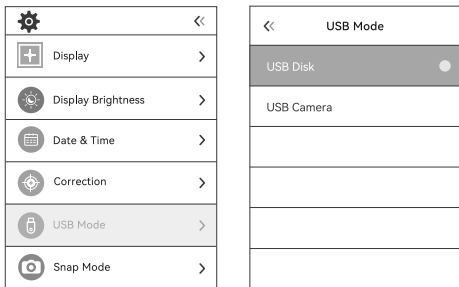 Display
Display Brightness
Date & Time
Correction
USB Mode
Snap Mode
USB Mode
USB Disk
USB Camera